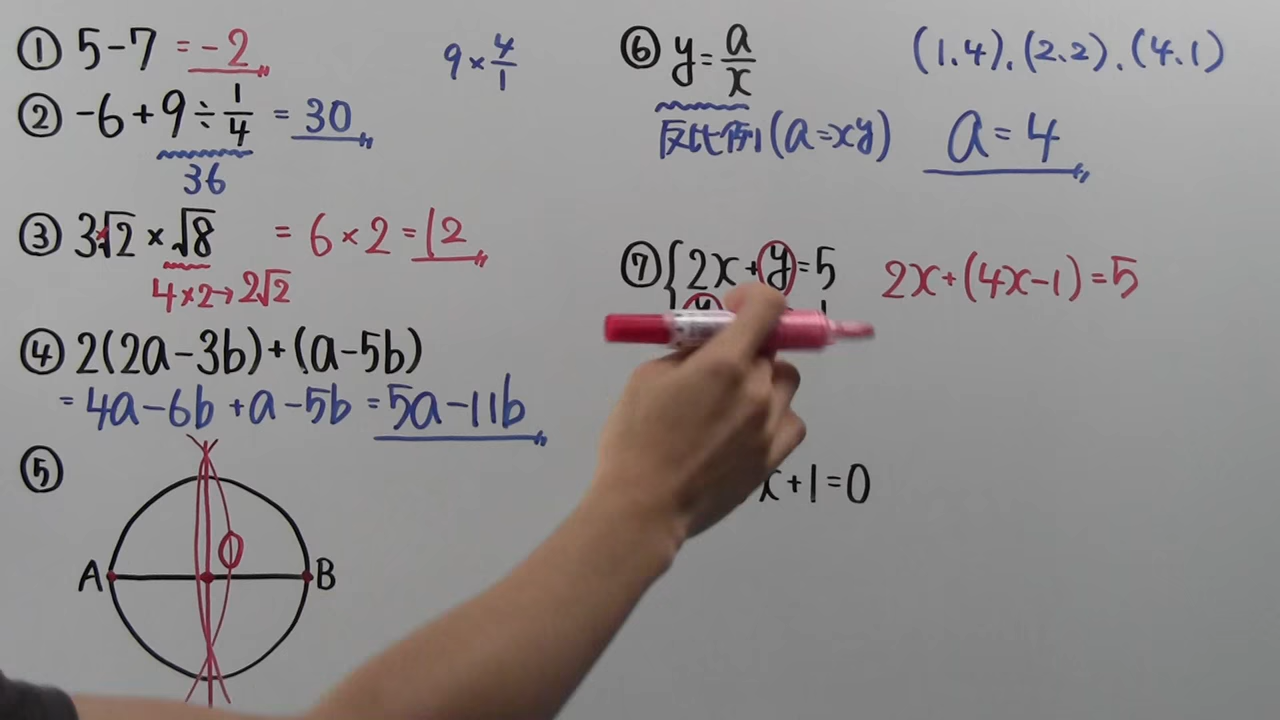 ① 5-7 = -2
② -6+9÷1/4 = 30
36
9×4/1
③ 3√2×√8 = 6×2=12
4×2→2√2
④ 2(2a-3b)+(a-5b)
=4a-6b+a-5b=5a-11b
⑤
A O B
⑥ y=a/x (1.4).(2.2).(4.1)
反比例(a=xy) a=4
⑦ 2x+y=5 2x+(4x-1)=5
x+1=0